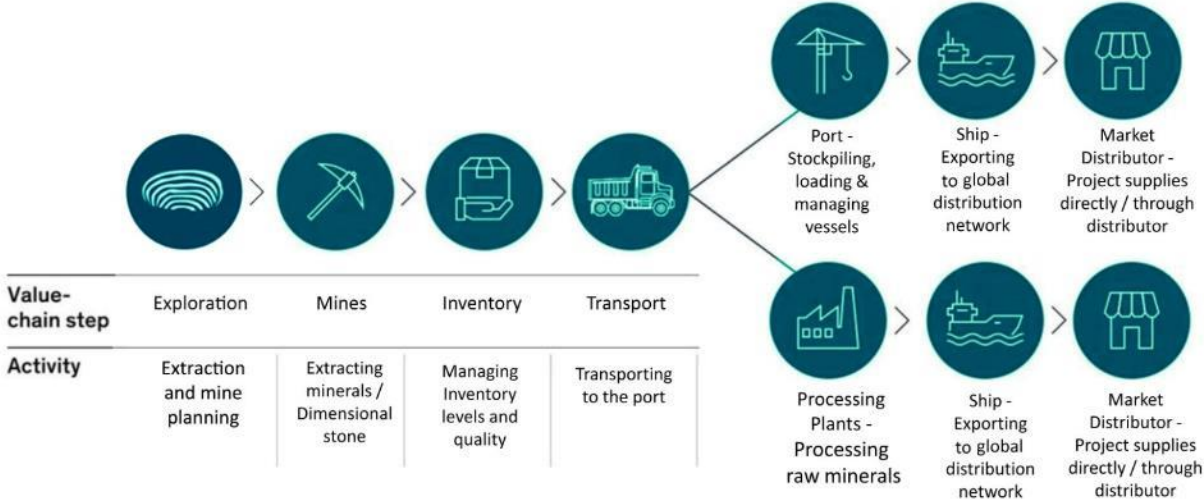 Port -
Stockpiling,
loading &
managing
vessels
Ship -
Exporting
to global
distribution
network
Market
Distributor -
Project supplies
directly / through
distributor
Value-
chain step
Exploration
Mines
Inventory
Transport
Activity
Extraction
and mine
planning
Extracting
minerals /
Dimensional
stone
Managing
Inventory
levels and
quality
Transporting
to the port
Processing
Plants -
Processing
raw minerals
Ship -
Exporting
to global
distribution
network
Market
Distributor -
Project supplies
directly / through
distributor